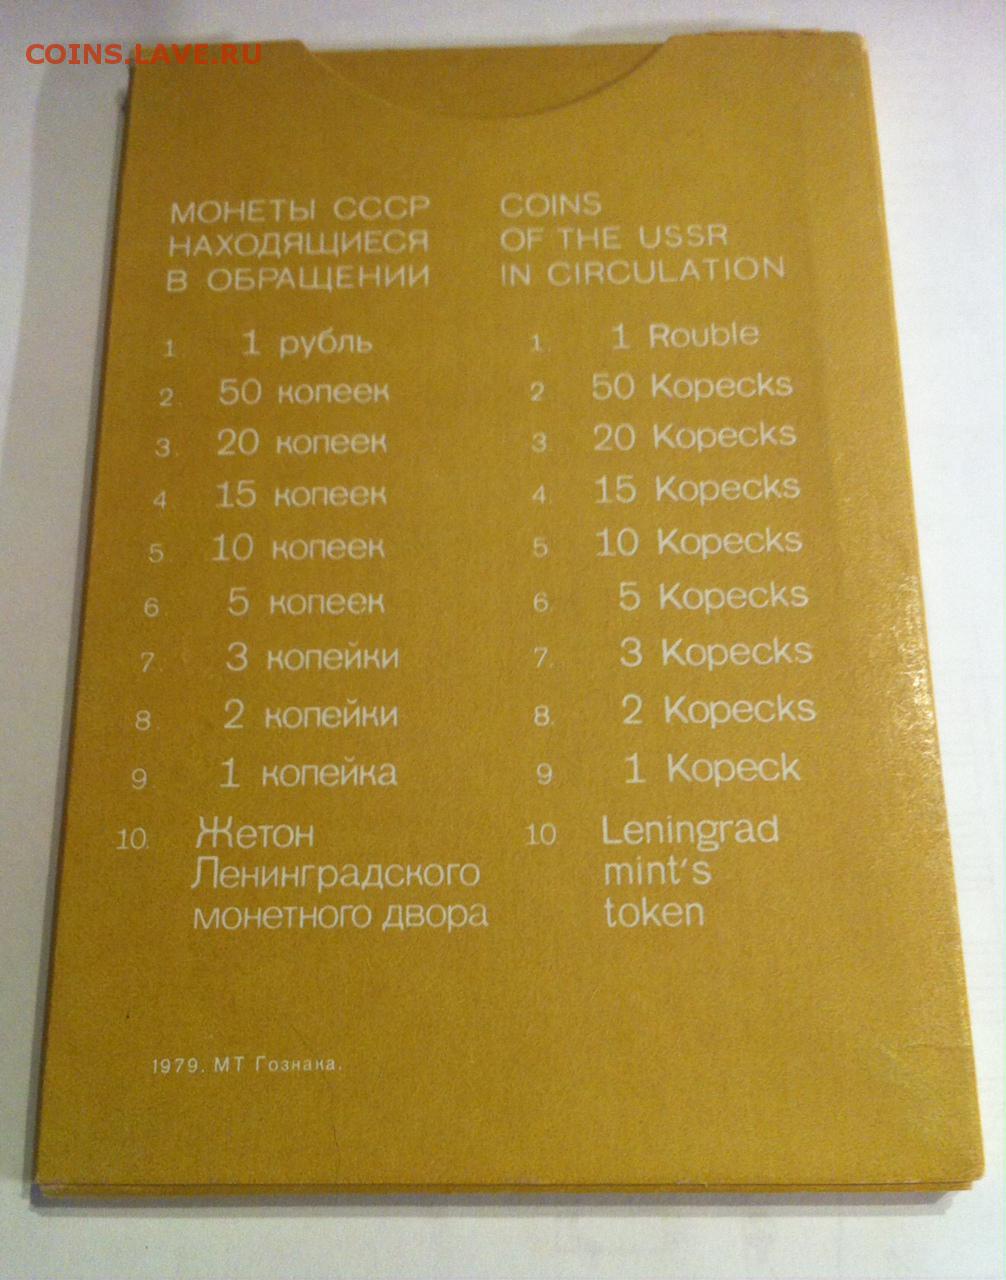 COINS.LAVE.RU
МОНЕТЫ СССР
НАХОДЯЩИЕСЯ
В ОБРАЩЕНИИ
1. 1 рубль
2. 50 копеек
3. 20 копеек
4 15 копеек
5. 10 копеек
6 5 копеек
7. 3 копейки
8. 2 копейки
9 1 копейка
10. Жетон
Ленинградского
монетного двора
COINS
OF THE USSR
IN CIRCULATION
1. 1 Rouble
2 50 Kopecks
3. 20 Kopecks
4. 15 Kopecks
5 10 Kopecks
6. 5 Kopecks
7. 3 Kopecks
8. 2 Kopecks
9 1 Kopeck
10 Leningrad
mint's
token
1979. МТ Гознака.